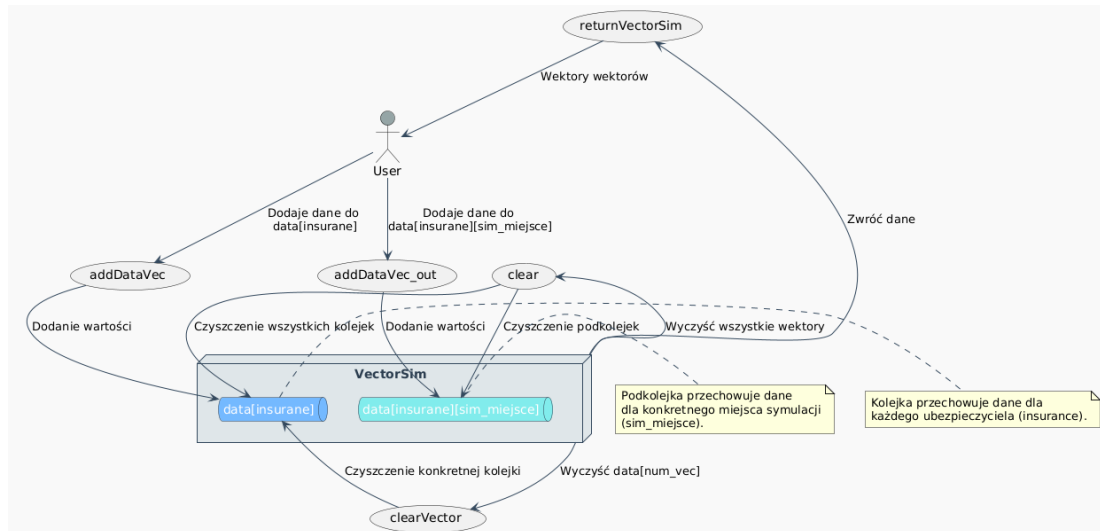 returnVectorSim
Wektory wektorów
User
Dodaje dane do
data[insurane]
Dodaje dane do
data[insurane][sim_miejsce]
Zwróć dane
addDataVec
addDataVec_out
clear
Dodanie wartości
Czyszczenie wszystkich kolejek
Dodanie wartości
Czyszczenie podkolejek
Wyczyść wszystkie wektory
VectorSim
data[insurane]
data[insurane][sim_miejsce]
Podkolejka przechowuje dane
dla konkretnego miejsca symulacji
(sim_miejsce).
Kolejka przechowuje dane dla
każdego ubezpieczyciela (insurance).
Czyszczenie konkretnej kolejki
Wyczyść data[num_vec]
clearVector